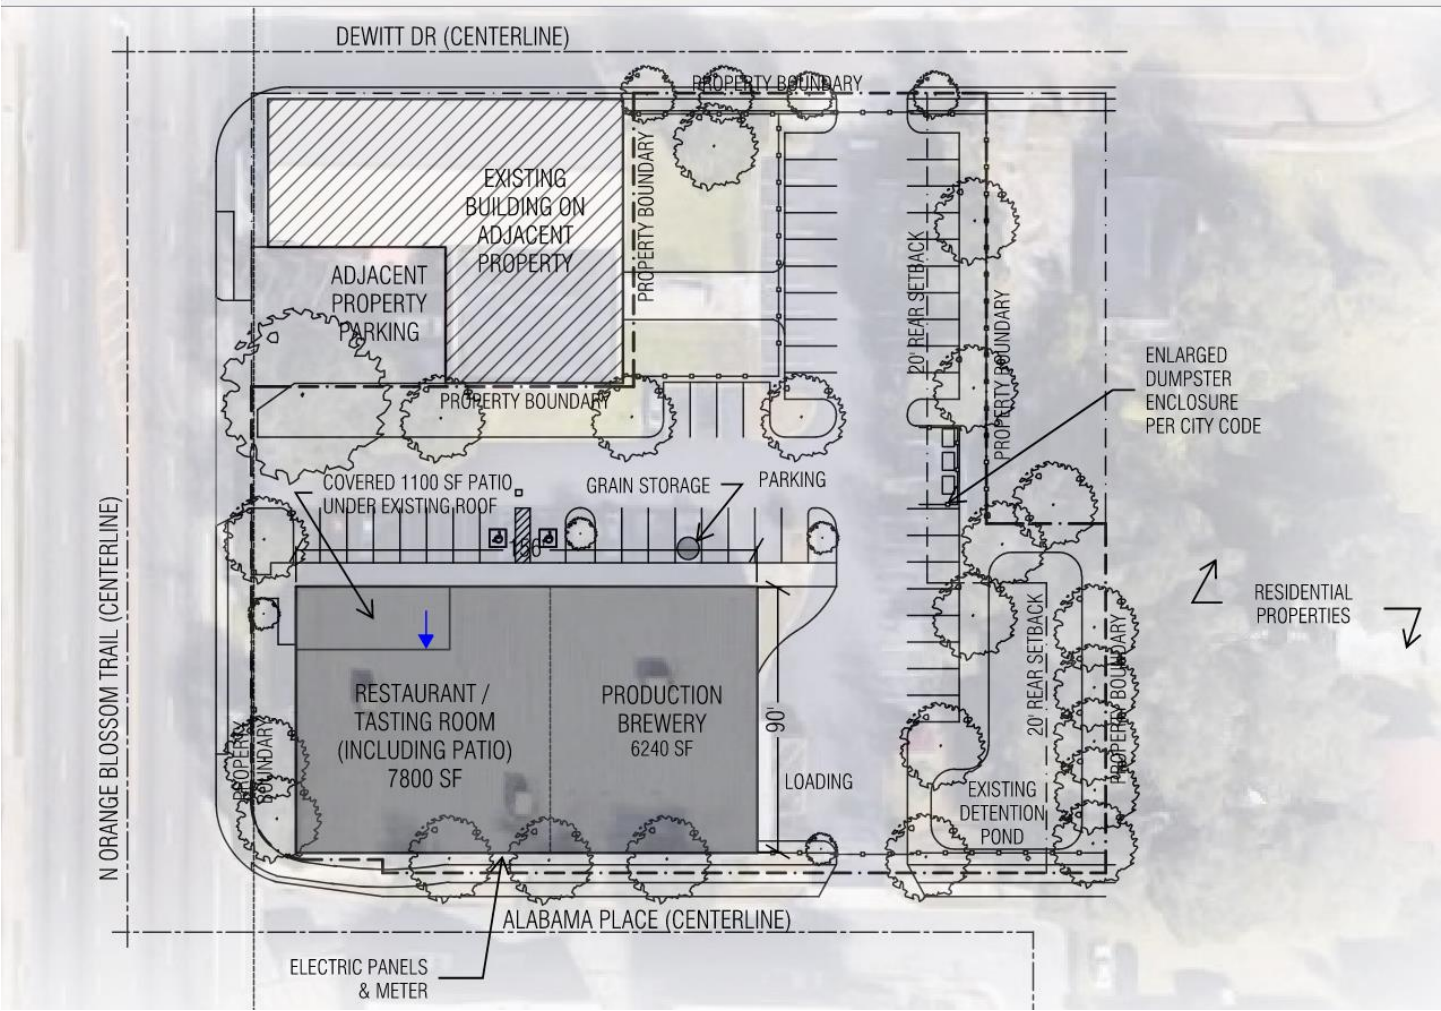 DEWITT DR (CENTERLINE)
PROPERTY BOUNDARY
PROPERTY BOUNDARY
EXISTING
BUILDING ON
ADJACENT
PROPERTY
ADJACENT
PROPERTY
PARKING
20' REAR SETBACK
PROPERTY BOUNDARY
PROPERTY BOUNDARY
ENLARGED
DUMPSTER
ENCLOSURE
PER CITY CODE
COVERED 1100 SF PATIO
UNDER EXISTING ROOF
GRAIN STORAGE
PARKING
N ORANGE BLOSSOM TRAIL (CENTERLINE)
RESIDENTIAL
PROPERTIES
RESTAURANT /
TASTING ROOM
(INCLUDING PATIO)
7800 SF
PRODUCTION
BREWERY
6240 SF
90'
20' REAR SETBACK
PROPERTY BOUNDARY
PROPERTY
BOUNDARY
LOADING
EXISTING
DETENTION
POND
ALABAMA PLACE (CENTERLINE)
ELECTRIC PANELS
& METER